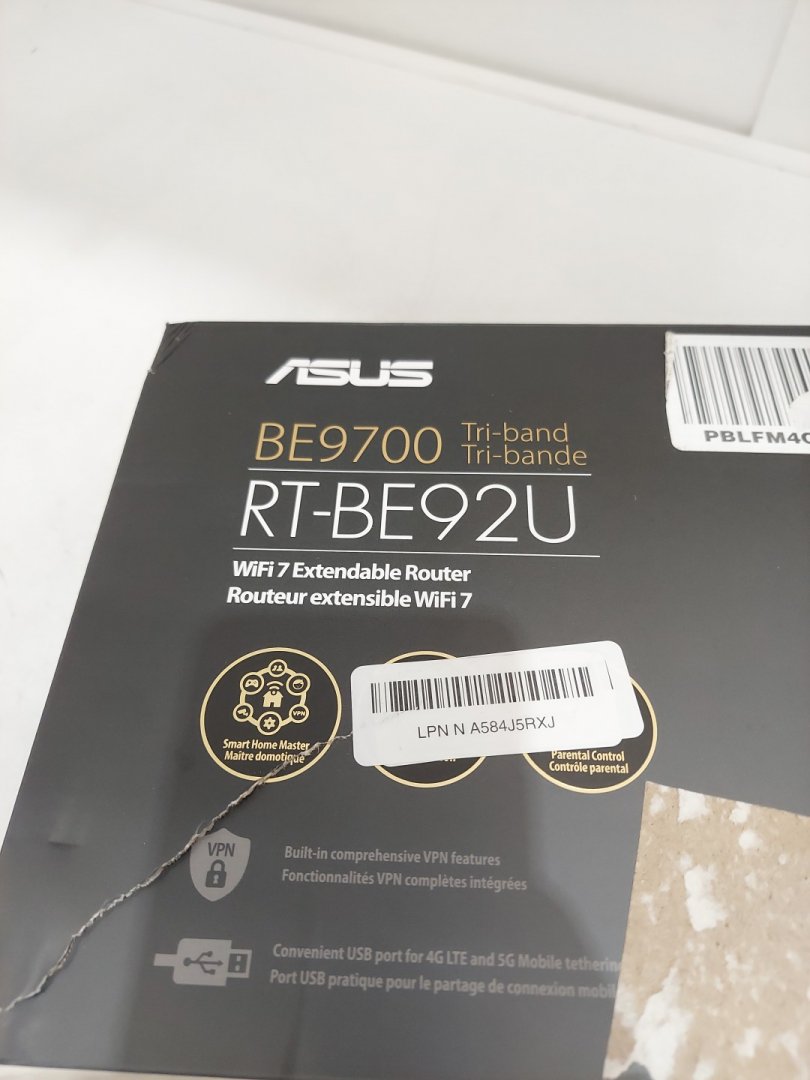 ASUS
PBLFM4
BE9700 Tri-band
Tri-bande
RT-BE92U
WiFi 7 Extendable Router
Routeur extensible WiFi 7
VPN
Smart Home Master
Maître domotique
LPN N A584J5RXJ
Parental Control
Contrôle parental
VPN
Built-in comprehensive VPN features
Fonctionnalités VPN complètes intégrées
Convenient USB port for 4G LTE and 5G Mobile
Port USB pratique pour le partage de connexion